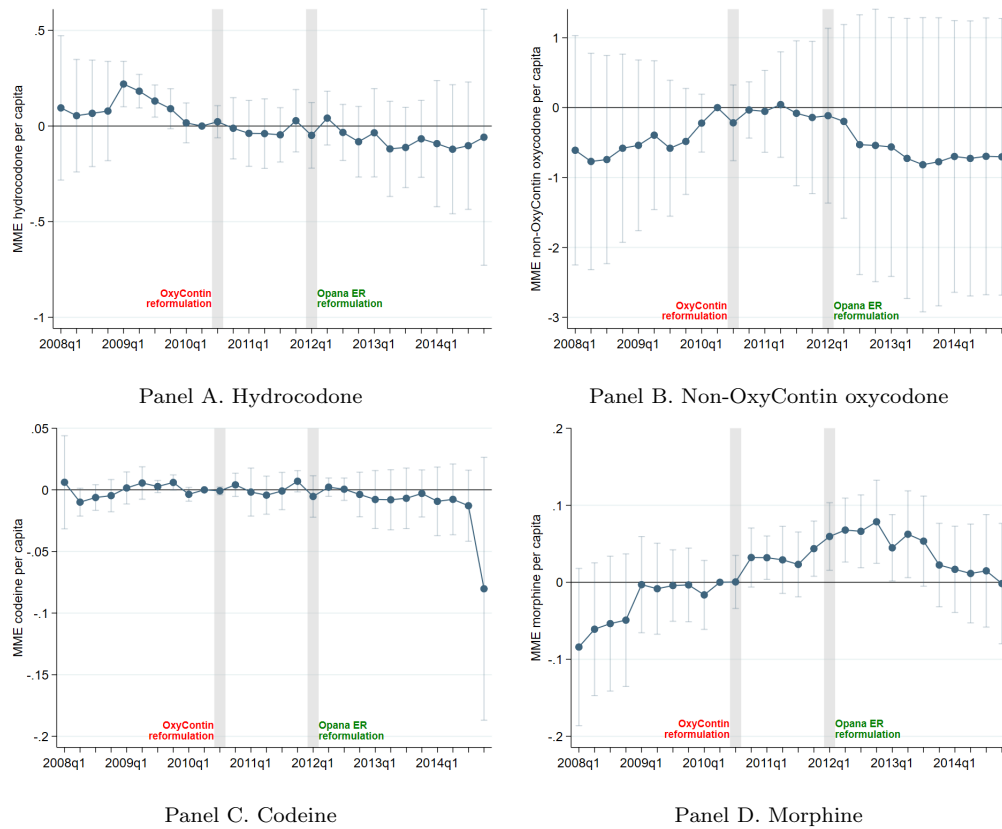 .5
0
-.5
-1
MME hydrocodone per capita
OxyContin
reformulation
Opana ER
reformulation
2008q1 2009q1 2010q1 2011q1 2012q1 2013q1 2014q1
Panel A. Hydrocodone
1
0
-1
-2
-3
MME non-OxyContin oxycodone per capita
OxyContin
reformulation
Opana ER
reformulation
2008q1 2009q1 2010q1 2011q1 2012q1 2013q1 2014q1
Panel B. Non-OxyContin oxycodone
.05
0
-.05
-.1
-.15
-.2
MME codeine per capita
OxyContin
reformulation
Opana ER
reformulation
2008q1 2009q1 2010q1 2011q1 2012q1 2013q1 2014q1
Panel C. Codeine
.2
.1
0
-.1
-.2
MME morphine per capita
OxyContin
reformulation
Opana ER
reformulation
2008q1 2009q1 2010q1 2011q1 2012q1 2013q1 2014q1
Panel D. Morphine